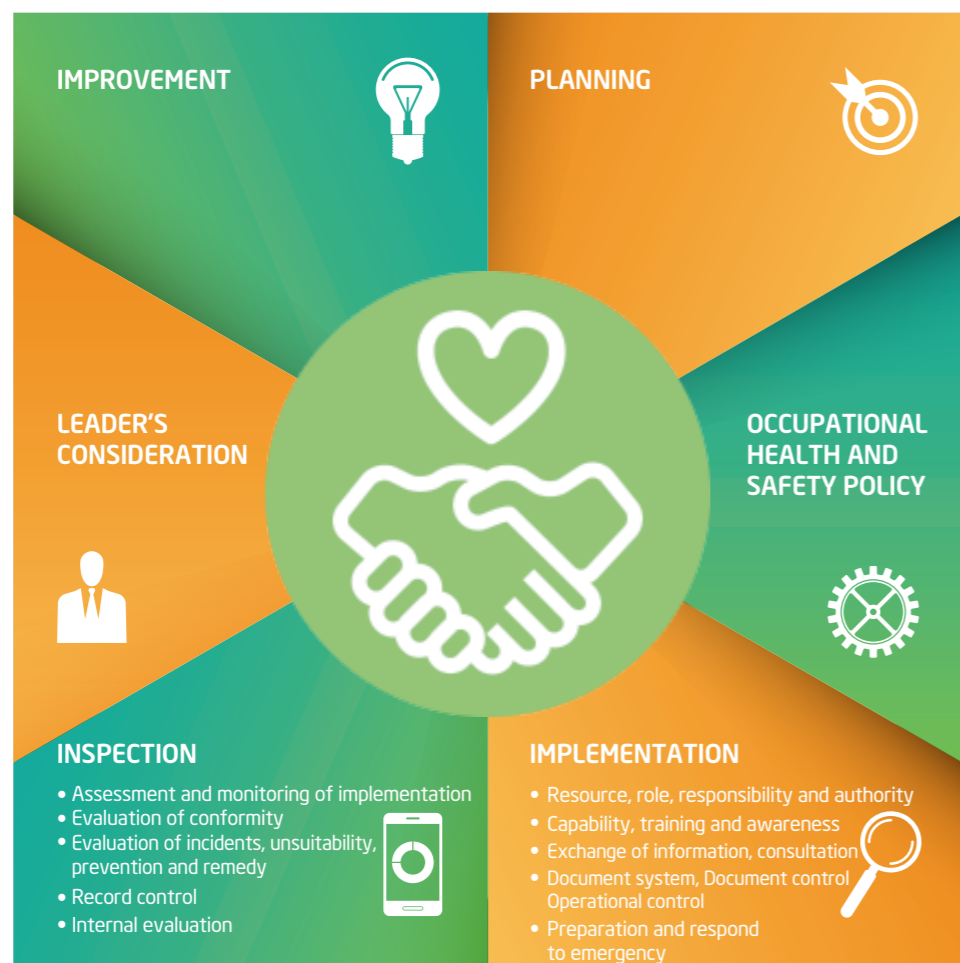 IMPROVEMENT
PLANNING
LEADER'S
CONSIDERATION
OCCUPATIONAL
HEALTH AND
SAFETY POLICY
INSPECTION
• Assessment and monitoring of implementation
• Evaluation of conformity
• Evaluation of incidents, unsuitability,
prevention and remedy
• Record control
• Internal evaluation
IMPLEMENTATION
• Resource, role, responsibility and authority
• Capability, training and awareness
• Exchange of information, consultation
• Document system, Document control
Operational control
• Preparation and respond
to emergency